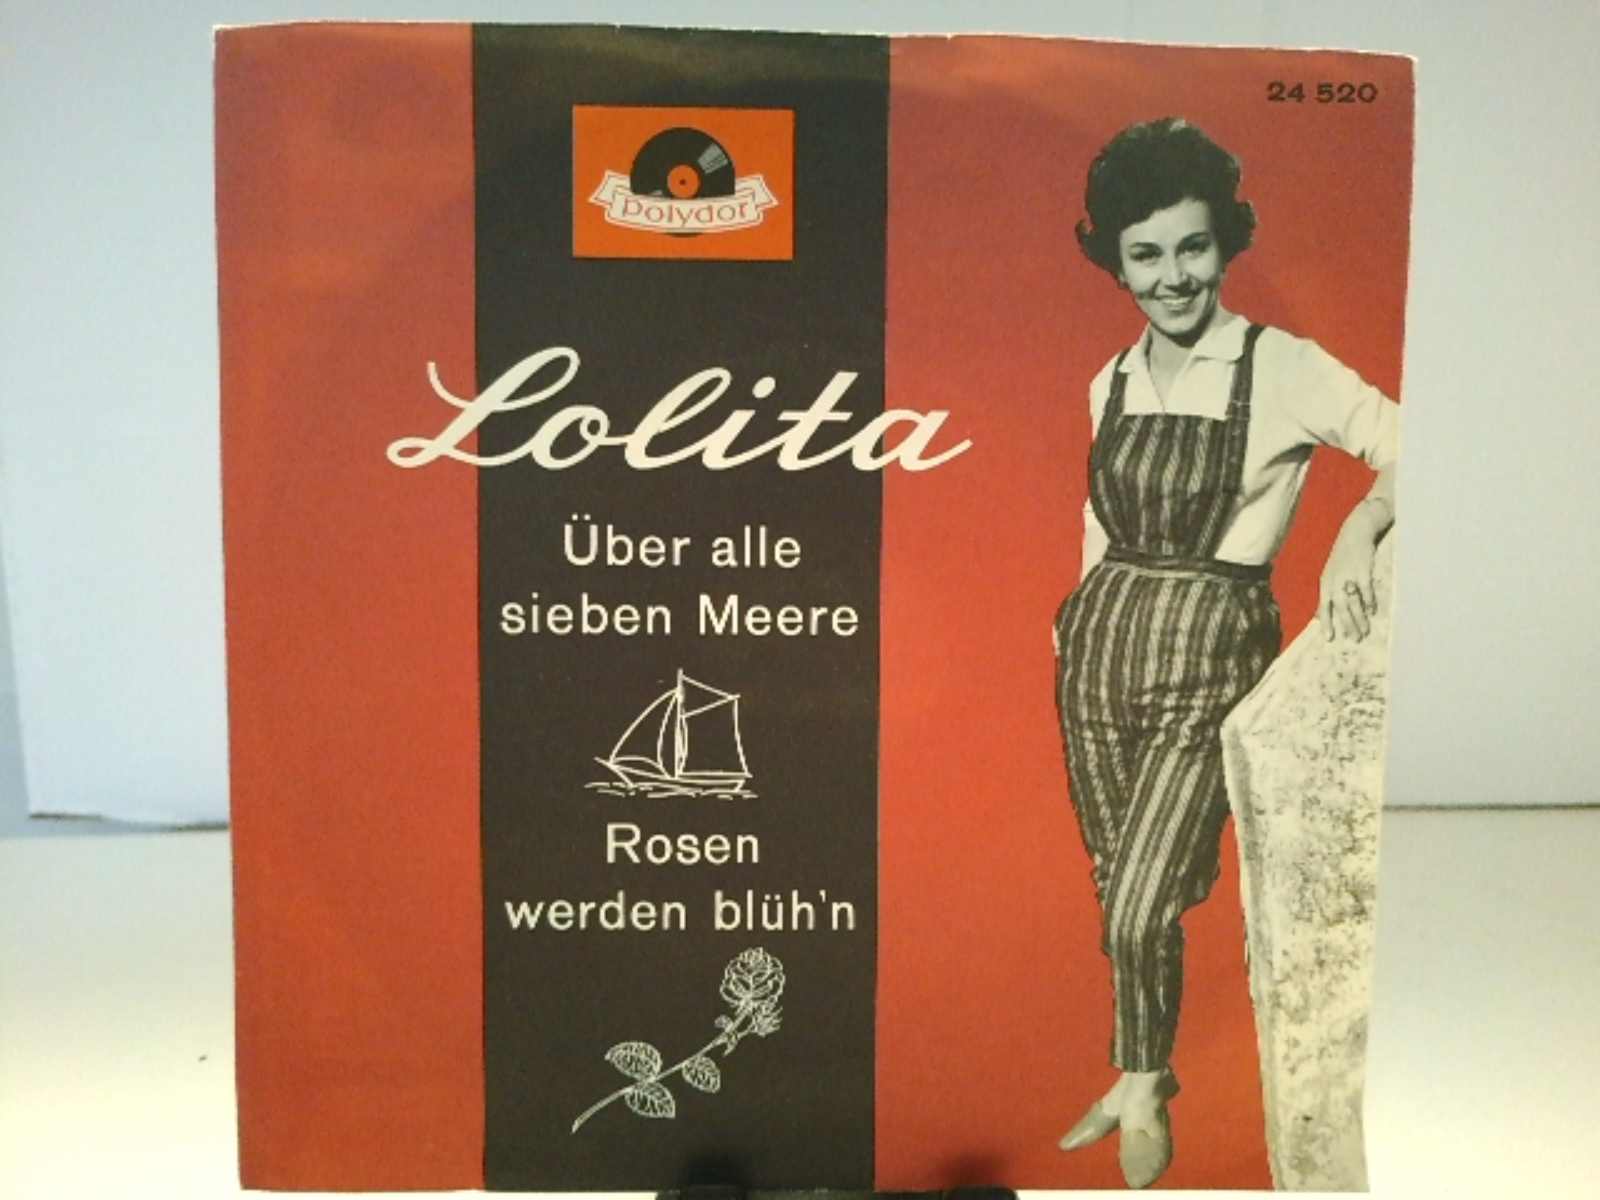 24 520
polydor
Lolita
Über alle
sieben Meere
Rosen
werden blüh'n